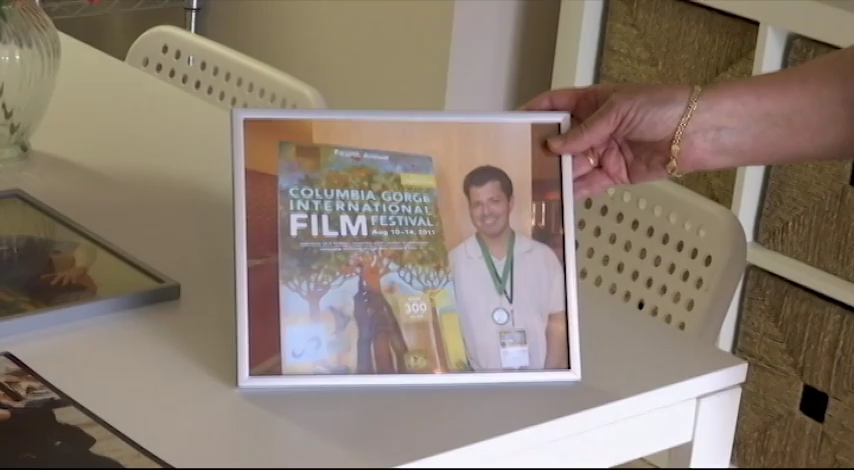 Fourth Annual
COLUMBIA GORGE
INTERNATIONAL
FILM FESTIVAL
Aug 10-14, 2011
300